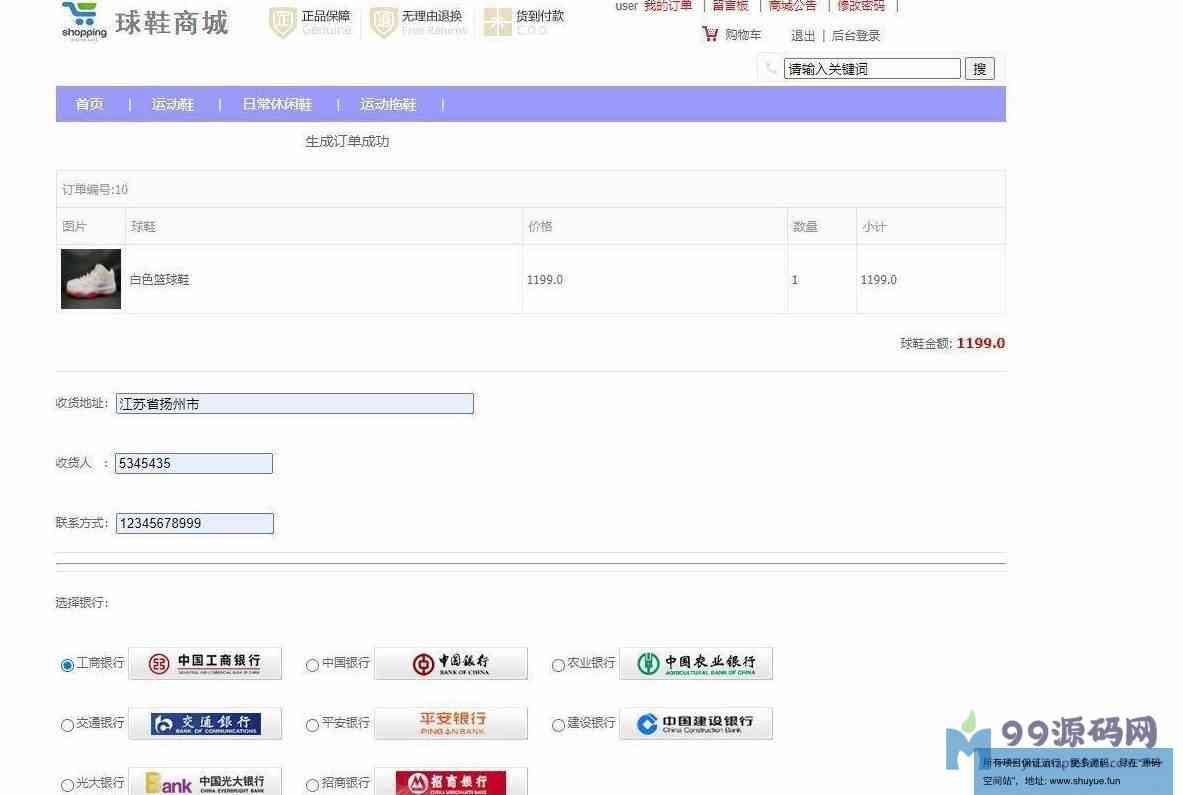 shopping
球鞋商城
正 正品保障
Genuine
退 无理由退换
Free Returns
货到付款
C.O.D
user 我的订单 | 留言板 | 商城公告 | 修改密码 |
购物车 退出 | 后台登录
请输入关键词 搜
首页 | 运动鞋 | 日常休闲鞋 | 运动拖鞋 |
生成订单成功
订单编号:10
图片 球鞋 价格 数量 小计
白色篮球鞋 1199.0 1 1199.0
球鞋金额: 1199.0
收货地址: 江苏省扬州市
收货人 : 5345435
联系方式: 12345678999
选择银行:
工商银行 中国工商银行
INDUSTRIAL AND COMMERCIAL BANK OF CHINA
中国银行 中国银行
BANK OF CHINA
农业银行 中国农业银行
AGRICULTURAL BANK OF CHINA
交通银行 交通银行
BANK OF COMMUNICATIONS
平安银行 平安银行
PING AN BANK
建设银行 中国建设银行
China Construction Bank
光大银行 Bank 中国光大银行
CHINA EVERBRIGHT BANK
招商银行 招商银行
CHINA MERCHANTS BANK
99源码网
所有项目保证运行，更多源码，尽在“源码
空间站”，地址: www.shuyue.fun